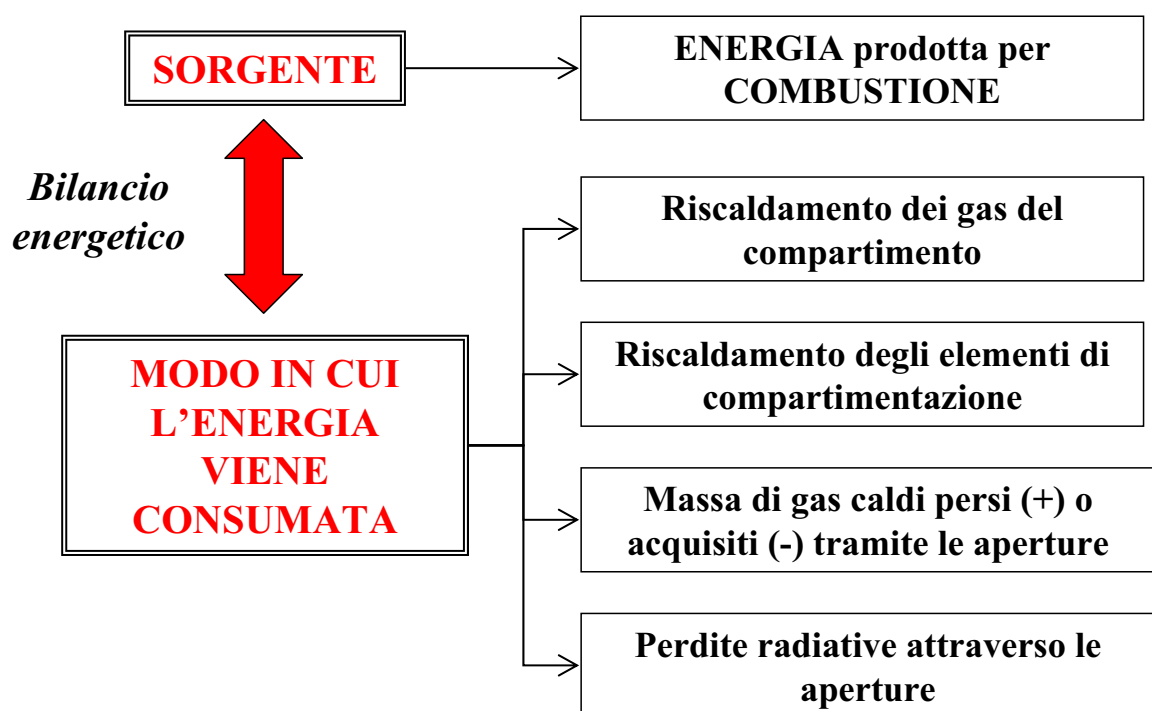 SORGENTE
ENERGIA prodotta per
COMBUSTIONE
Bilancio
energetico
MODO IN CUI
L’ENERGIA
VIENE
CONSUMATA
Riscaldamento dei gas del
compartimento
Riscaldamento degli elementi di
compartimentazione
Massa di gas caldi persi (+) o
acquisiti (-) tramite le aperture
Perdite radiative attraverso le
aperture